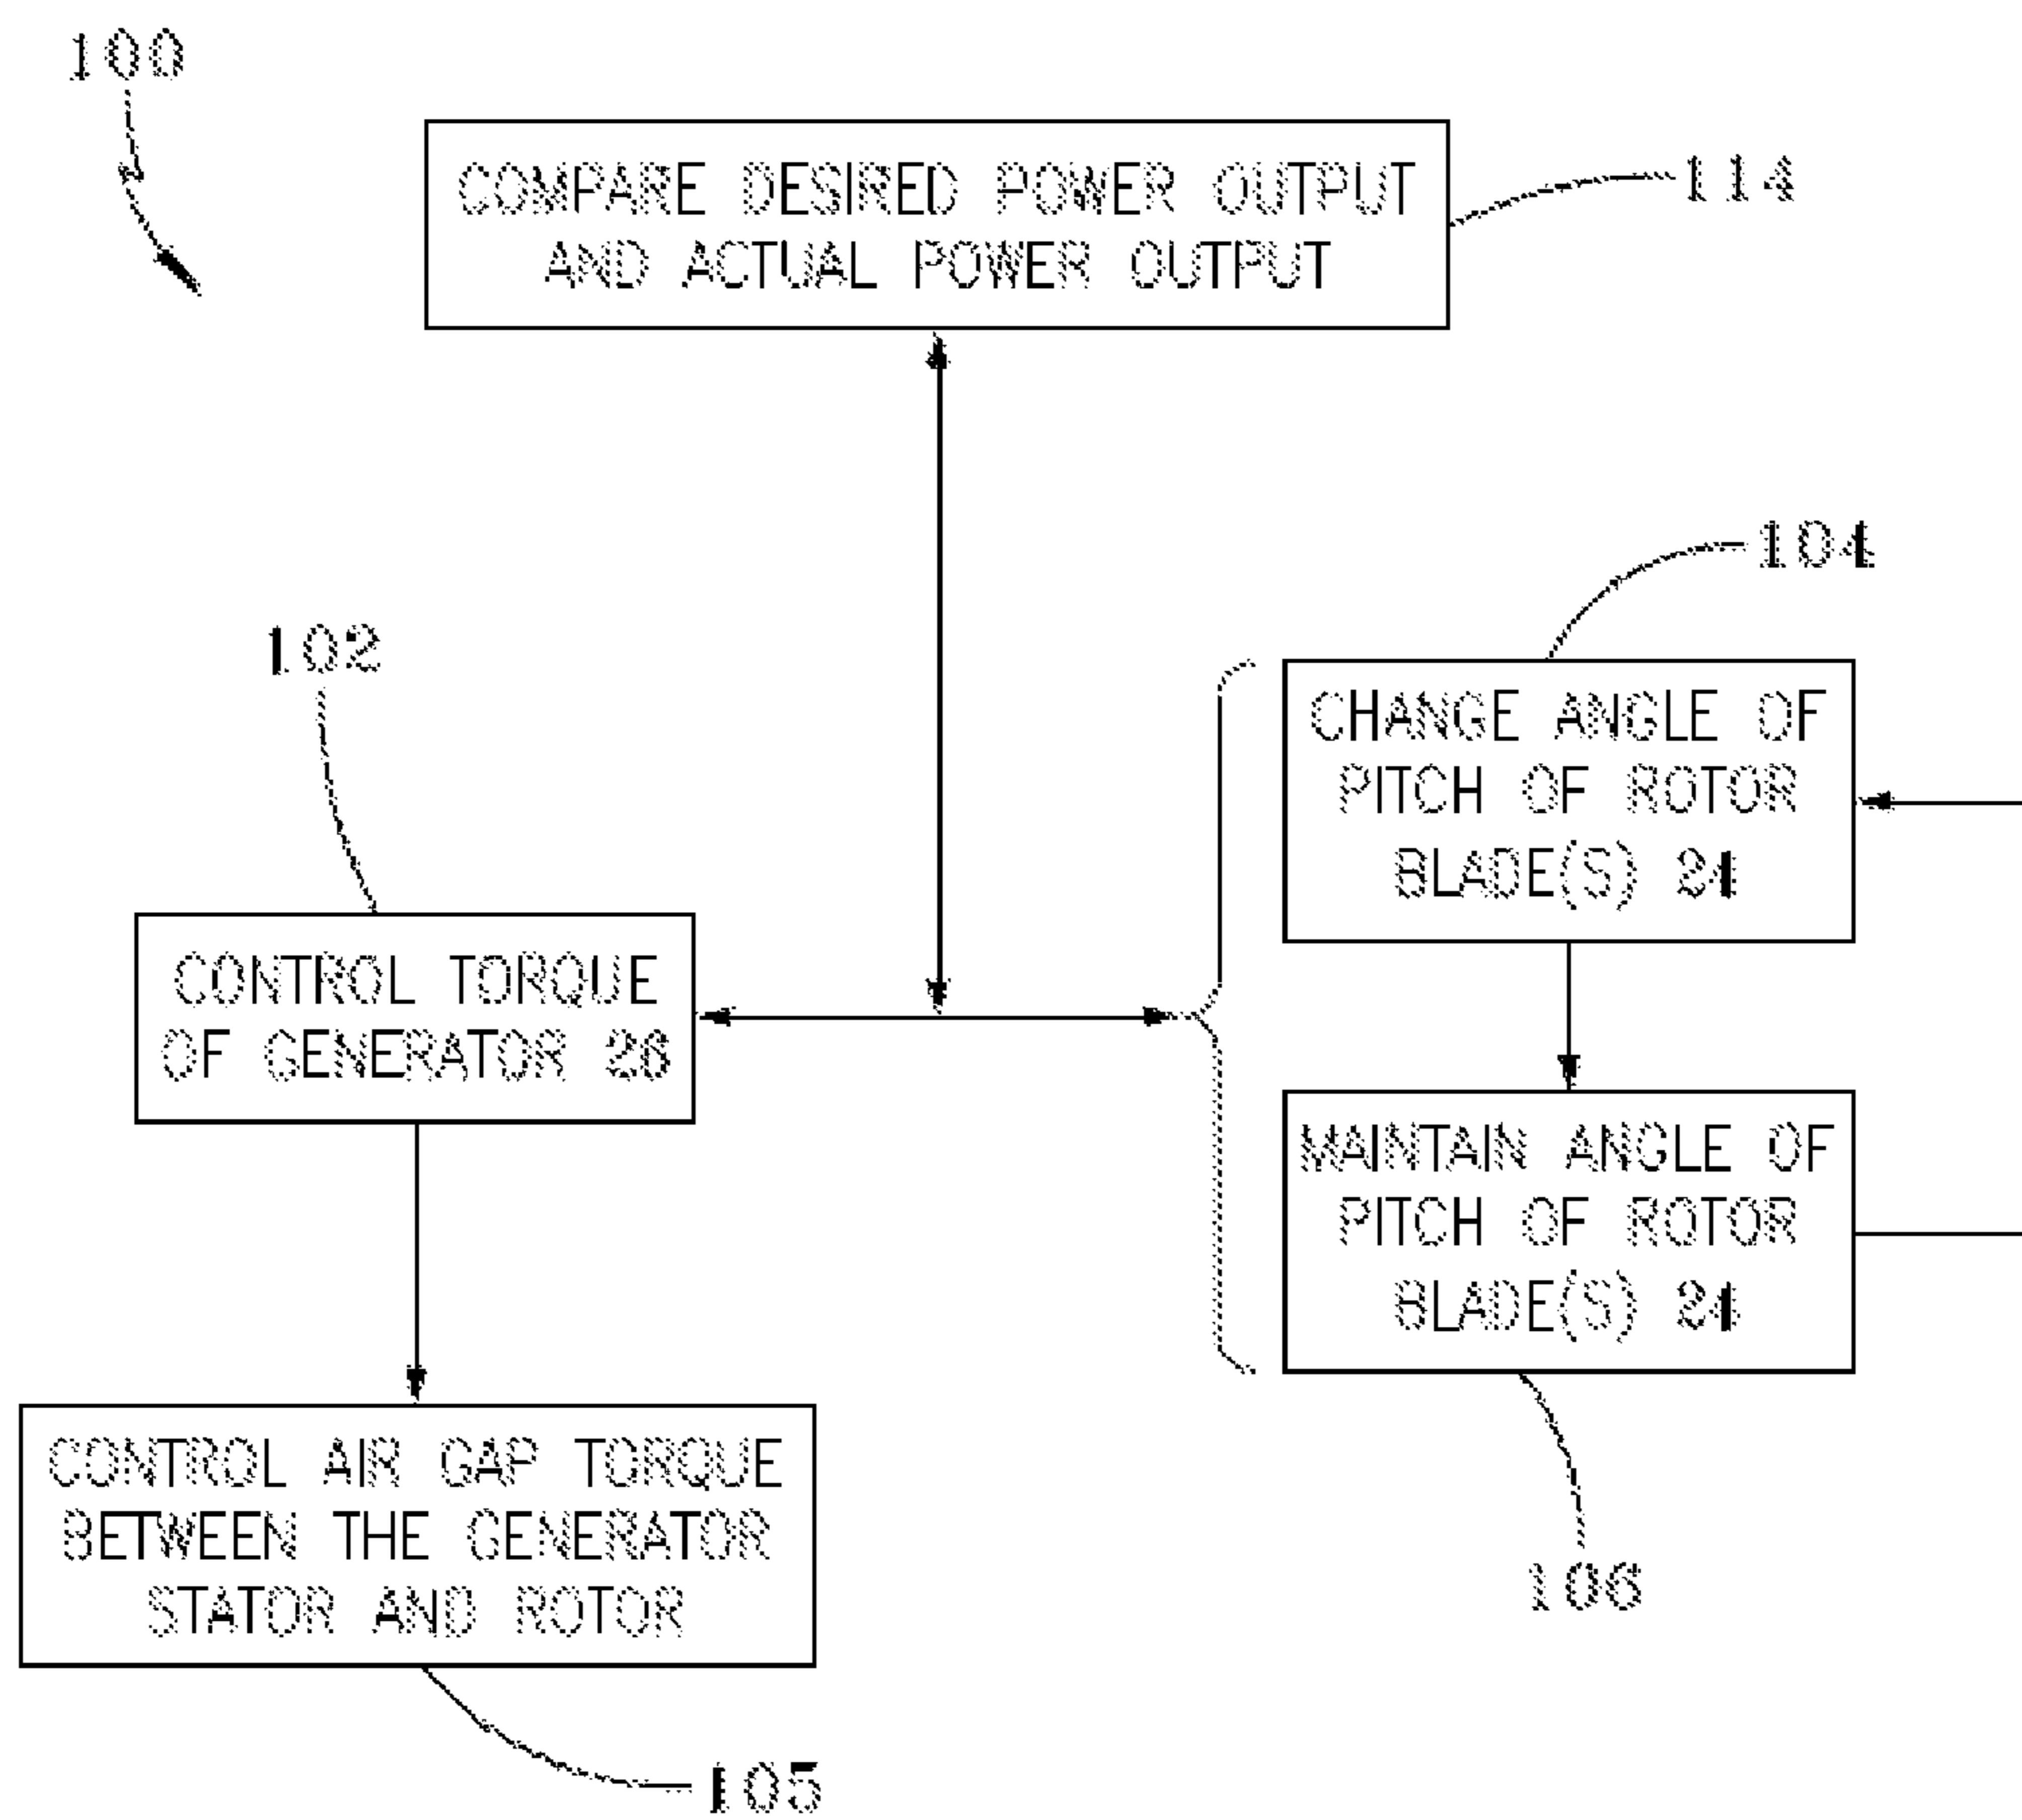 100
COMPARE DESIRED POWER OUTPUT
AND ACTUAL POWER OUTPUT
114
104
102
CHANGE ANGLE OF
PITCH OF ROTOR
BLADE(S) 24
CONTROL TORQUE
OF GENERATOR 26
MAINTAIN ANGLE OF
PITCH OF ROTOR
BLADE(S) 24
106
CONTROL AIR GAP TORQUE
BETWEEN THE GENERATOR
STATOR AND ROTOR
105